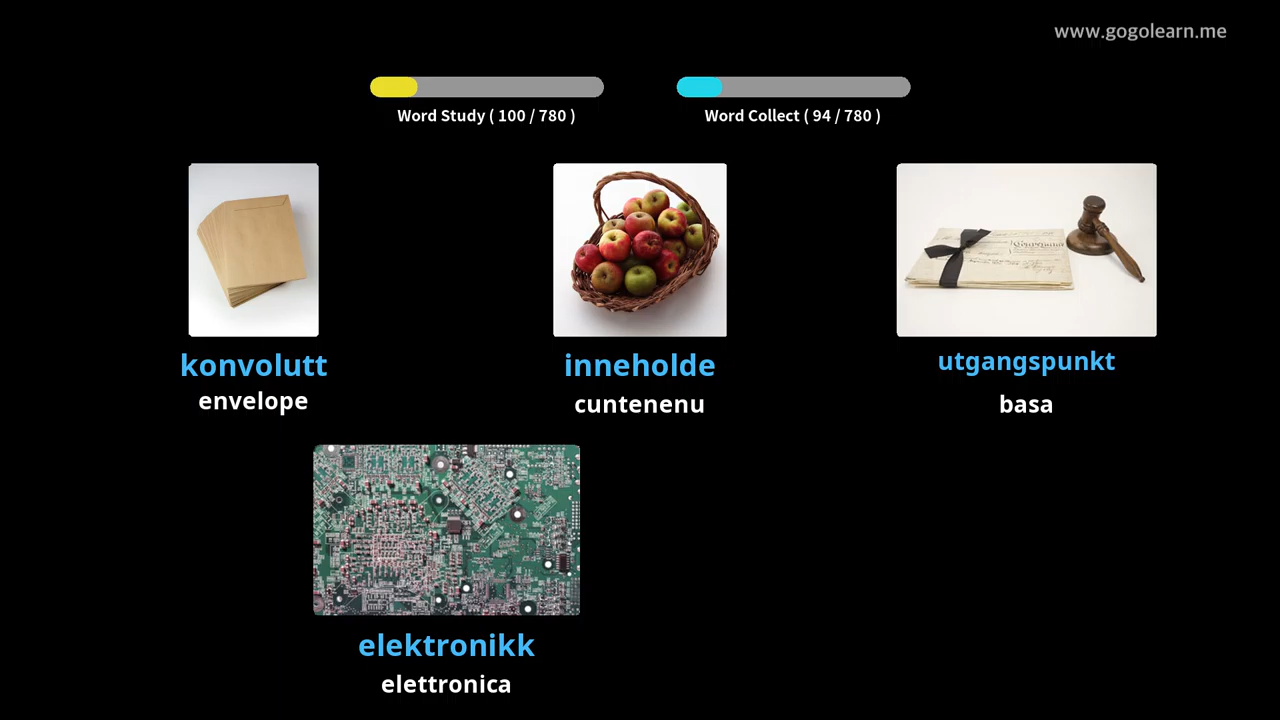 www.gogolearn.me
Word Study ( 100 / 780 )
Word Collect ( 94 / 780 )
konvolutt
envelope
inneholde
cuntenenu
utgangspunkt
basa
elektronikk
elettronica